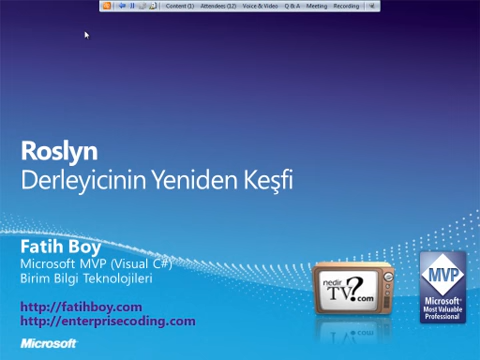 Content (1) Attendees (12) Voice & Video Q & A Meeting Recording
Roslyn
Derleyicinin Yeniden Keşfi
Fatih Boy
Microsoft MVP (Visual C#)
Birim Bilgi Teknolojileri
http://fatihboy.com
http://enterprisecoding.com
Microsoft
nedir
TV?.com
MVP
Microsoft®
Most Valuable
Professional